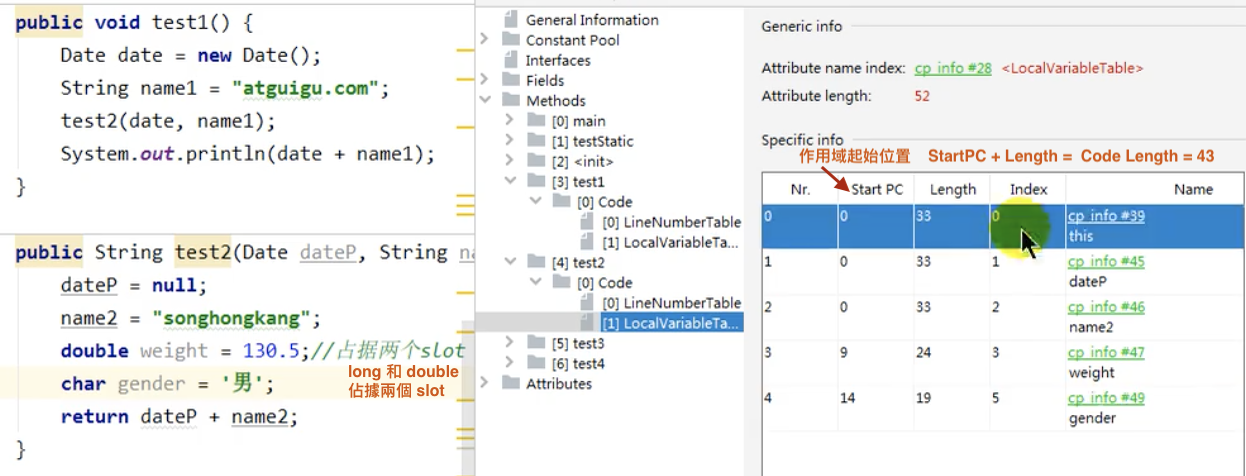 public void test1() {
Date date = new Date();
String name1 = "atguigu.com";
test2(date, name1);
System.out.println(date + name1);
}
public String test2(Date dateP, String
dateP = null;
name2 = "songhongkang";
double weight = 130.5;//占据两个slot
long 和 double
佔據兩個 slot
char gender = '男';
return dateP + name2;
}
General Information
Constant Pool
Interfaces
Fields
Methods
[0] main
[1] testStatic
[2] <init>
[3] test1
[0] Code
[0] LineNumberTable
[1] LocalVariableTa...
[4] test2
[0] Code
[0] LineNumberTable
[1] LocalVariableTa...
[5] test3
[6] test4
Attributes
Generic info
Attribute name index: cp info #28 <LocalVariableTable>
Attribute length: 52
Specific info
作用域起始位置 StartPC + Length = Code Length = 43
Nr. Start PC Length Index Name
0 0 33 0 cp info #39
this
1 0 33 1 cp info #45
dateP
2 0 33 2 cp info #46
name2
3 9 24 3 cp info #47
weight
4 14 19 5 cp info #49
gender